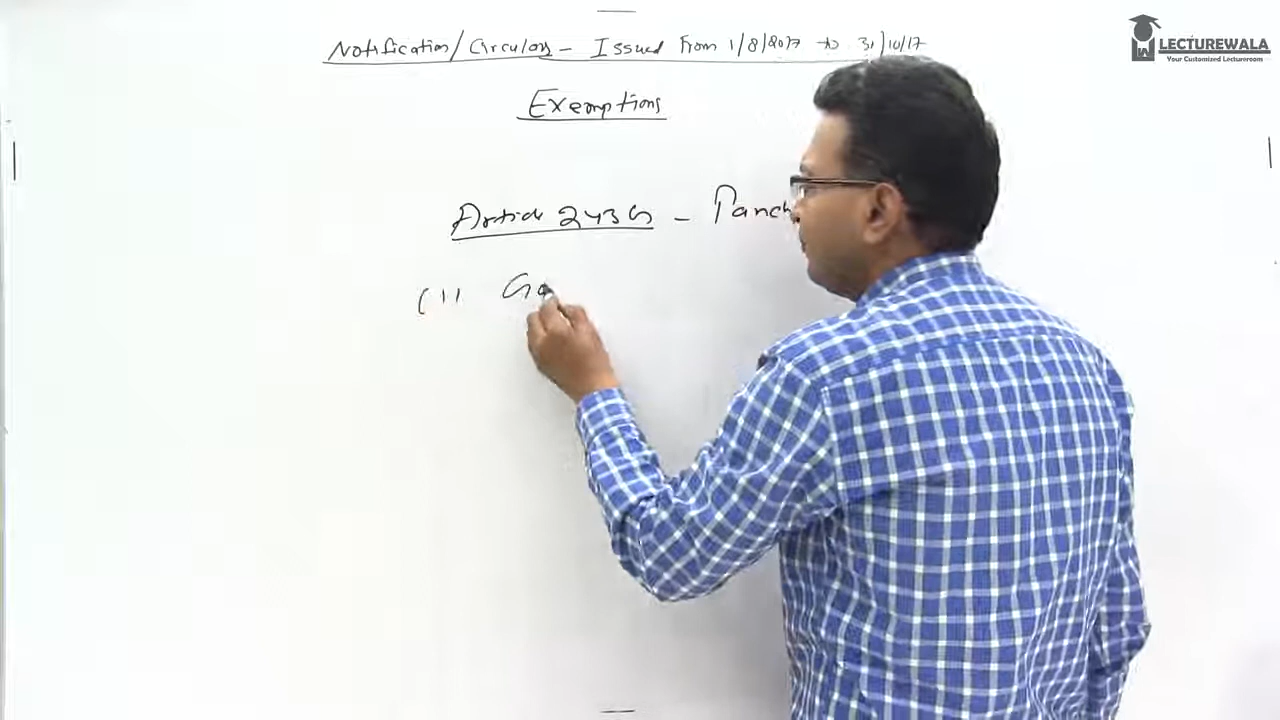 Notification/Circulars - Issued from 1/8/2017 to 31/10/17
LECTUREWALA
Your Customized Lectureroom
Exemptions
Article 243G - Panch
(1) Go